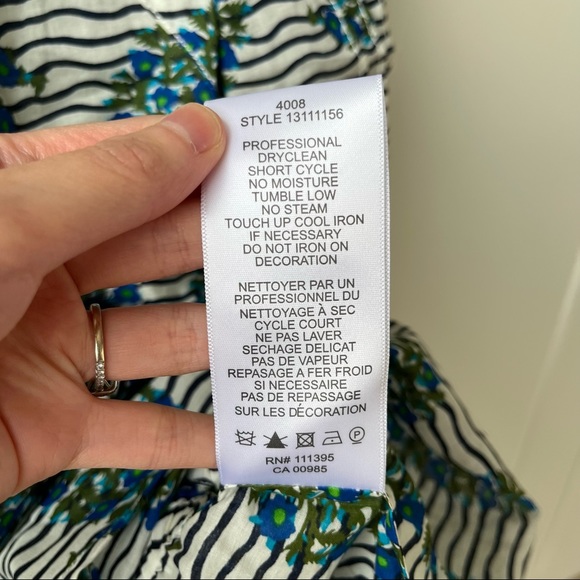 4008
STYLE 13111156
PROFESSIONAL
DRYCLEAN
SHORT CYCLE
NO MOISTURE
TUMBLE LOW
NO STEAM
TOUCH UP COOL IRON
IF NECESSARY
DO NOT IRON ON
DECORATION
NETTOYER PAR UN
PROFESSIONNEL DU
NETTOYAGE À SEC
CYCLE COURT
NE PAS LAVER
SECHAGE DELICAT
PAS DE VAPEUR
REPASAGE A FER FROID
SI NECESSAIRE
PAS DE REPASSAGE
SUR LES DÉCORATION
P
RN# 111395
CA 00985